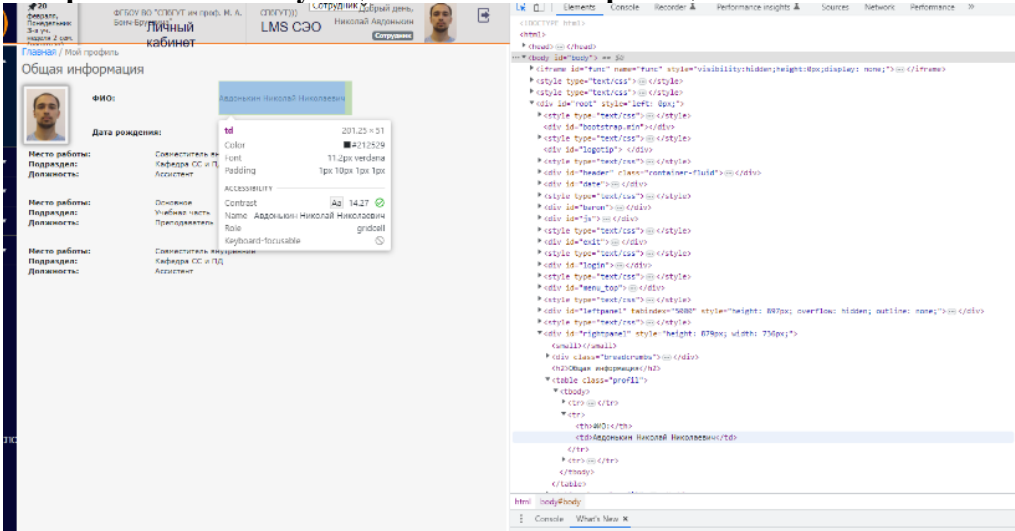 20
февраль,
Понедельник
3-я уч.
неделя 2 сем.
ФГБОУ ВО "СПбГУТ им проф. М. А.
Личный
кабинет
СПбГУТ)))
LMS СЭО
Сотрудник
Добрый день,
Николай Авдонькин
Сотрудник
Главная / Мой профиль
Общая информация
ФИО:
Авдонькин Николай Николаевич
Дата рождения:
td 201.25 × 51
Color #212529
Font 11.2px verdana
Padding 1px 10px 1px 1px
ACCESSIBILITY
Contrast Aa 14.27
Name Авдонькин Николай Николаевич
Role gridcell
Keyboard-focusable
Место работы:
Подраздел: Кафедра СС и
Должность: Ассистент
Место работы: Основное
Подраздел: Учебная часть
Должность: Преподаватель
Место работы: Совместитель внутренний
Подраздел: Кафедра СС и ПД
Должность: Ассистент
Elements Console Recorder Performance insights Sources Network Performance »
<!DOCTYPE html>
<html>
<head> </head>
<body id="body"> == $0
<iframe id="func" name="func" style="visibility:hidden;height:0px;display: none;"> </iframe>
<style type="text/css"> </style>
<style type="text/css"> </style>
<div id="root" style="left: 0px;">
<style type="text/css"> </style>
<div id="bootstrap.min"></div>
<style type="text/css"> </style>
<div id="logotip"> </div>
<style type="text/css"> </style>
<div id="header" class="container-fluid"> </div>
<div id="date"> </div>
<style type="text/css"> </style>
<div id="baron"> </div>
<div id="js"> </div>
<style type="text/css"> </style>
<div id="exit"> </div>
<style type="text/css"> </style>
<div id="login"> </div>
<style type="text/css"> </style>
<div id="menu_top"> </div>
<style type="text/css"> </style>
<div id="leftpanel" tabindex="5000" style="height: 897px; overflow: hidden; outline: none;"> </div>
<style type="text/css"> </style>
<div id="rightpanel" style="height: 879px; width: 736px;">
<small></small>
<div class="breadcrumbs"> </div>
<h2>Общая информация</h2>
<table class="profil">
<tbody>
<tr> </tr>
<tr>
<th>ФИО:</th>
<td>Авдонькин Николай Николаевич</td>
</tr>
<tr> </tr>
</tbody>
</table>
html body#body
Console What's New ×